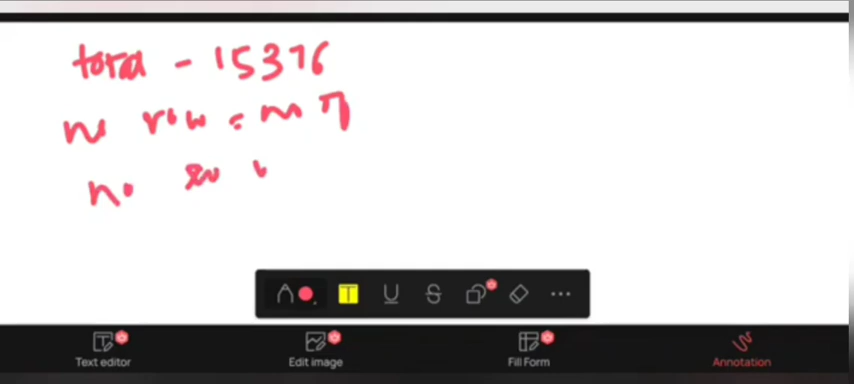 total - 15376
no row = m
no
Text editor Edit image Fill Form Annotation